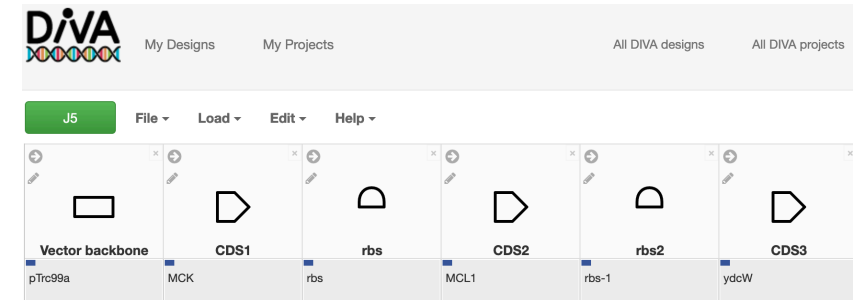 DiVA
My Designs My Projects All DIVA designs All DIVA projects
J5 File Load Edit Help
Vector backbone CDS1 rbs CDS2 rbs2 CDS3
pTrc99a MCK rbs MCL1 rbs-1 ydcW